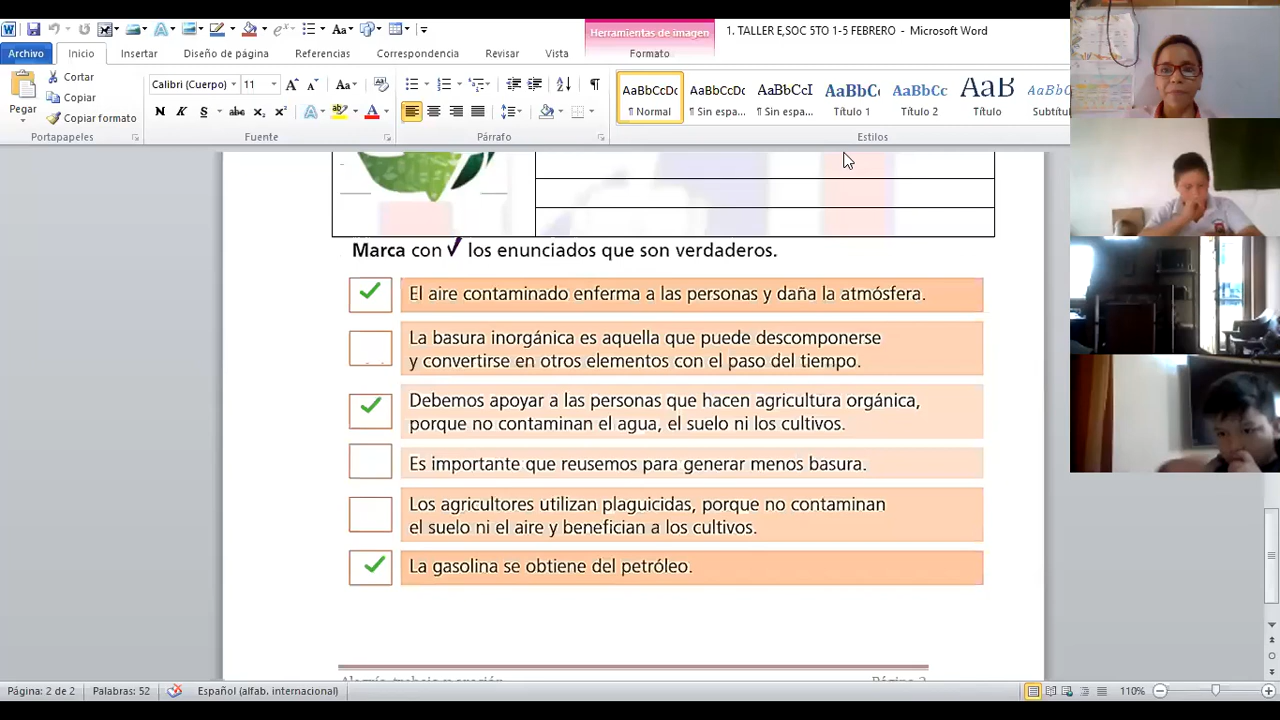 Herramientas de imagen
1. TALLER E,SOC 5TO 1-5 FEBRERO - Microsoft Word
Archivo Inicio Insertar Diseño de página Referencias Correspondencia Revisar Vista Formato
Pegar
Cortar
Copiar
Copiar formato
Portapapeles
Calibri (Cuerpo) 11
N K S abc x₂ x²
Fuente
Párrafo
AaBbCcDc AaBbCcDc AaBbCcI AaBbCc AaBbCc AaB AaBbCc
¶ Normal ¶ Sin espa... ¶ Sin espa... Título 1 Título 2 Título Subtítu
Estilos
Marca con ✓ los enunciados que son verdaderos.
El aire contaminado enferma a las personas y daña la atmósfera.
La basura inorgánica es aquella que puede descomponerse
y convertirse en otros elementos con el paso del tiempo.
Debemos apoyar a las personas que hacen agricultura orgánica,
porque no contaminan el agua, el suelo ni los cultivos.
Es importante que reusemos para generar menos basura.
Los agricultores utilizan plaguicidas, porque no contaminan
el suelo ni el aire y benefician a los cultivos.
La gasolina se obtiene del petróleo.
Página: 2 de 2 Palabras: 52 Español (alfab. internacional) 110%